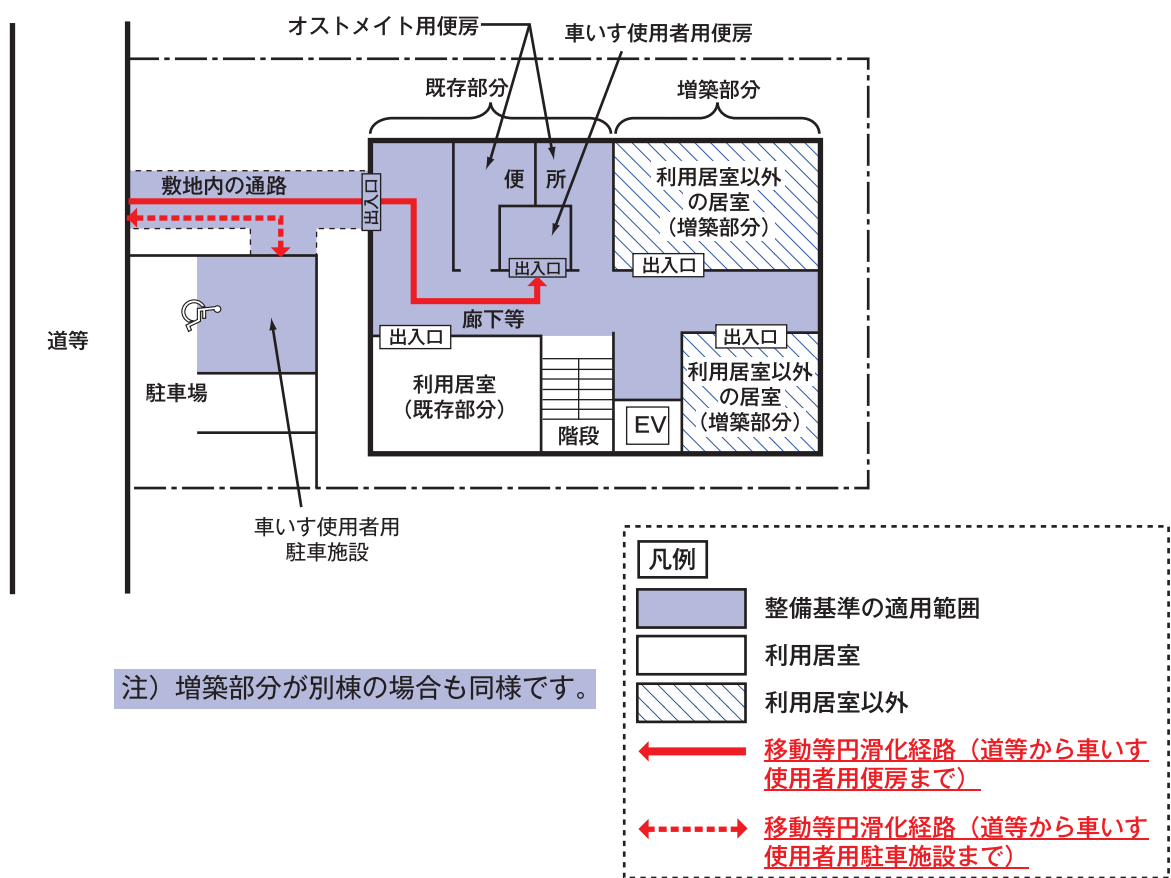 オストメイト用便房
車いす使用者用便房
既存部分
増築部分
敷地内の通路
出入口
便
所
利用居室以外
の居室
（増築部分）
出入口
出入口
廊下等
出入口
出入口
道等
駐車場
利用居室
（既存部分）
階段
EV
利用居室以外
の居室
（増築部分）
車いす使用者用
駐車施設
凡例
整備基準の適用範囲
利用居室
利用居室以外
移動等円滑化経路（道等から車いす
使用者用便房まで）
移動等円滑化経路（道等から車いす
使用者用駐車施設まで）
注）増築部分が別棟の場合も同様です。